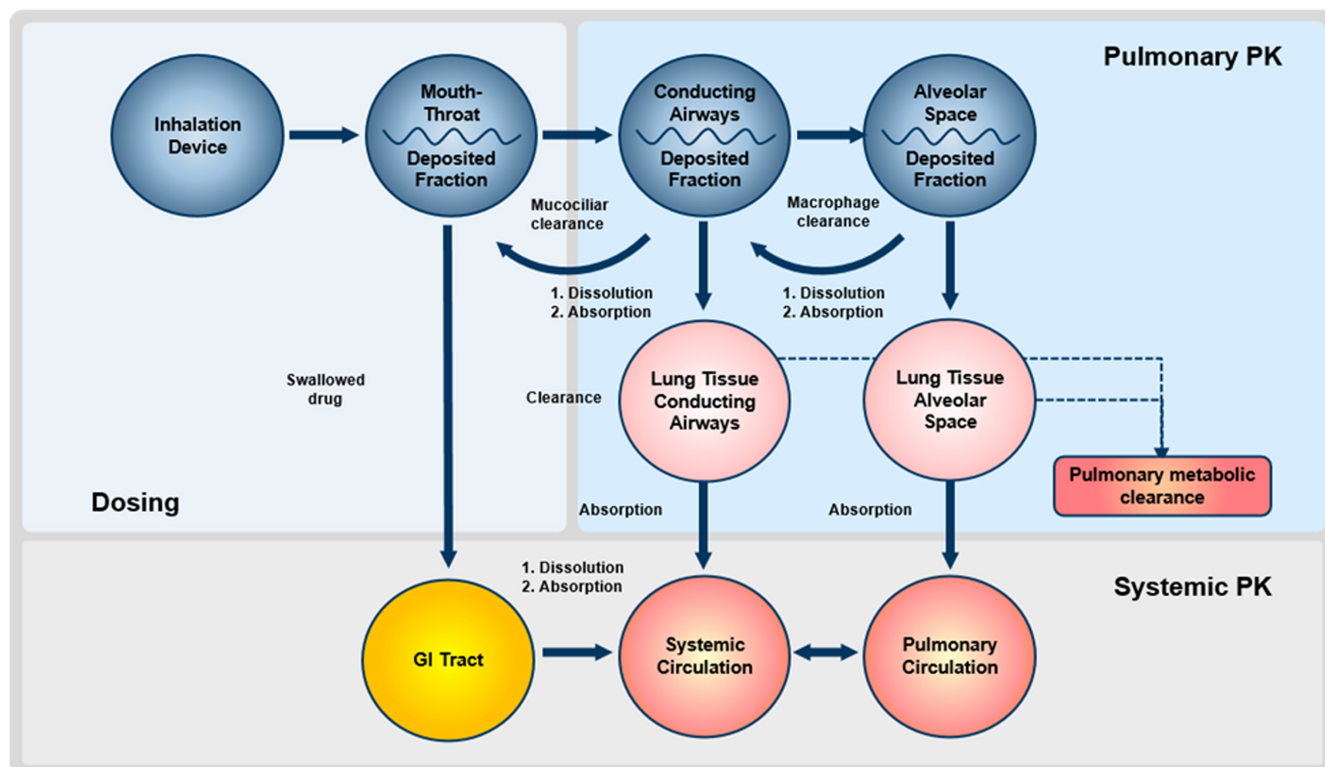 Pulmonary PK
Inhalation
Device
Mouth-
Throat
Deposited
Fraction
Conducting
Airways
Deposited
Fraction
Alveolar
Space
Deposited
Fraction
Mucociliar
clearance
Macrophage
clearance
1. Dissolution
2. Absorption
1. Dissolution
2. Absorption
Swallowed
drug
Clearance
Lung Tissue
Conducting
Airways
Lung Tissue
Alveolar
Space
Pulmonary metabolic
clearance
Dosing
Absorption
Absorption
1. Dissolution
2. Absorption
Systemic PK
GI Tract
Systemic
Circulation
Pulmonary
Circulation